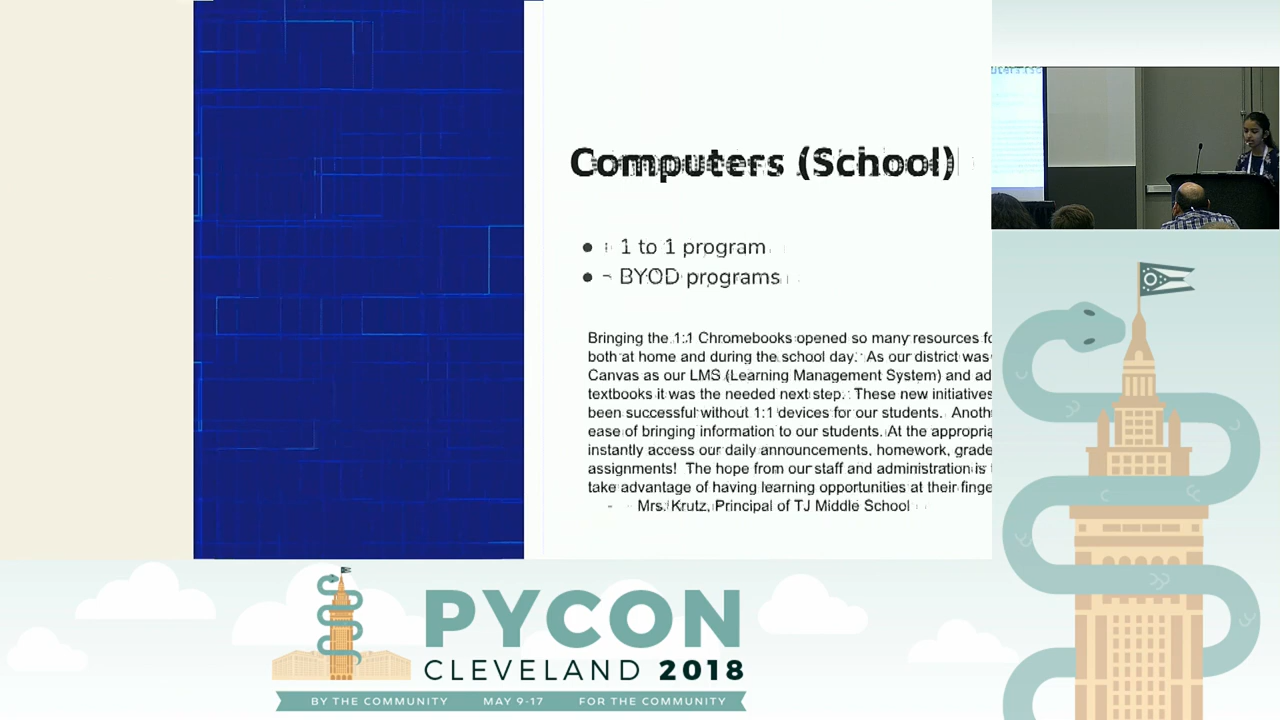 Computers (School)
1 to 1 program
BYOD programs
Bringing the 1:1 Chromebooks opened so many resources
both at home and during the school day. As our district was
Canvas as our LMS (Learning Management System) and ad
textbooks it was the needed next step. These new initiatives
been successful without 1:1 devices for our students. Anoth
ease of bringing information to our students. At the appropria
instantly access our daily announcements, homework, grade
assignments! The hope from our staff and administration is
take advantage of having learning opportunities at their finge
- Mrs. Krutz, Principal of TJ Middle School
PYCON
CLEVELAND 2018
BY THE COMMUNITY MAY 9-17 FOR THE COMMUNITY